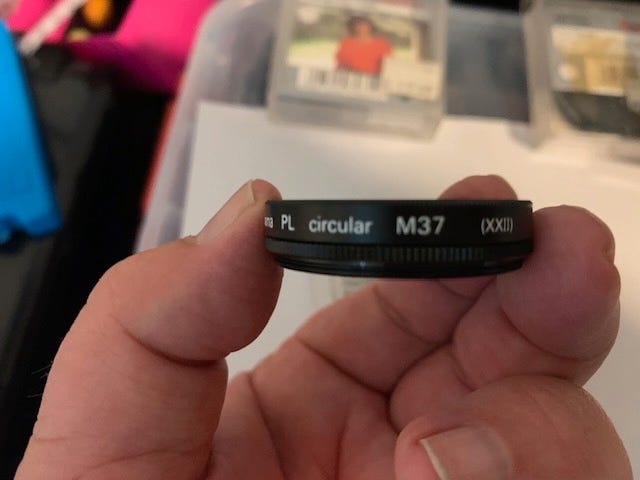 PL circular M37 (XXII)